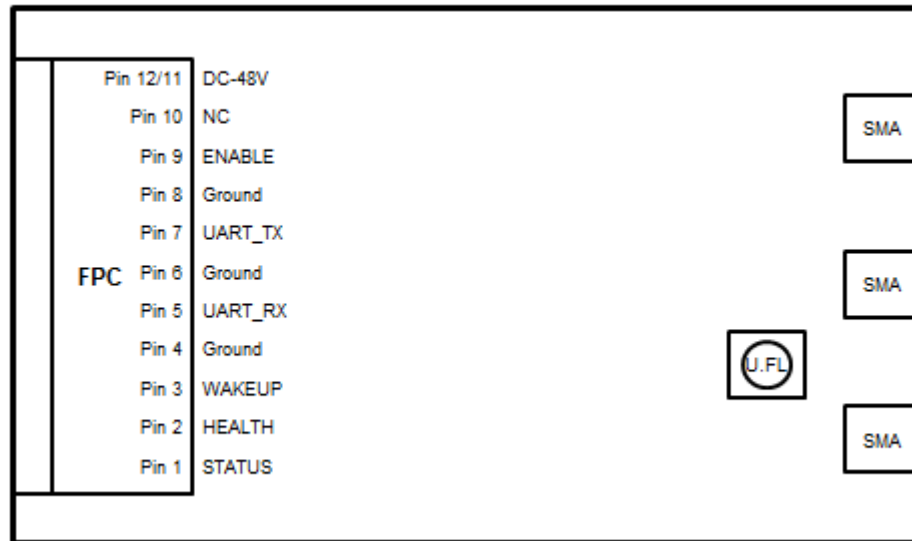 Pin 12/11 DC-48V
Pin 10 NC
SMA
Pin 9 ENABLE
Pin 8 Ground
Pin 7 UART_TX
FPC Pin 6 Ground
SMA
Pin 5 UART_RX
Pin 4 Ground
U.FL
Pin 3 WAKEUP
Pin 2 HEALTH
SMA
Pin 1 STATUS